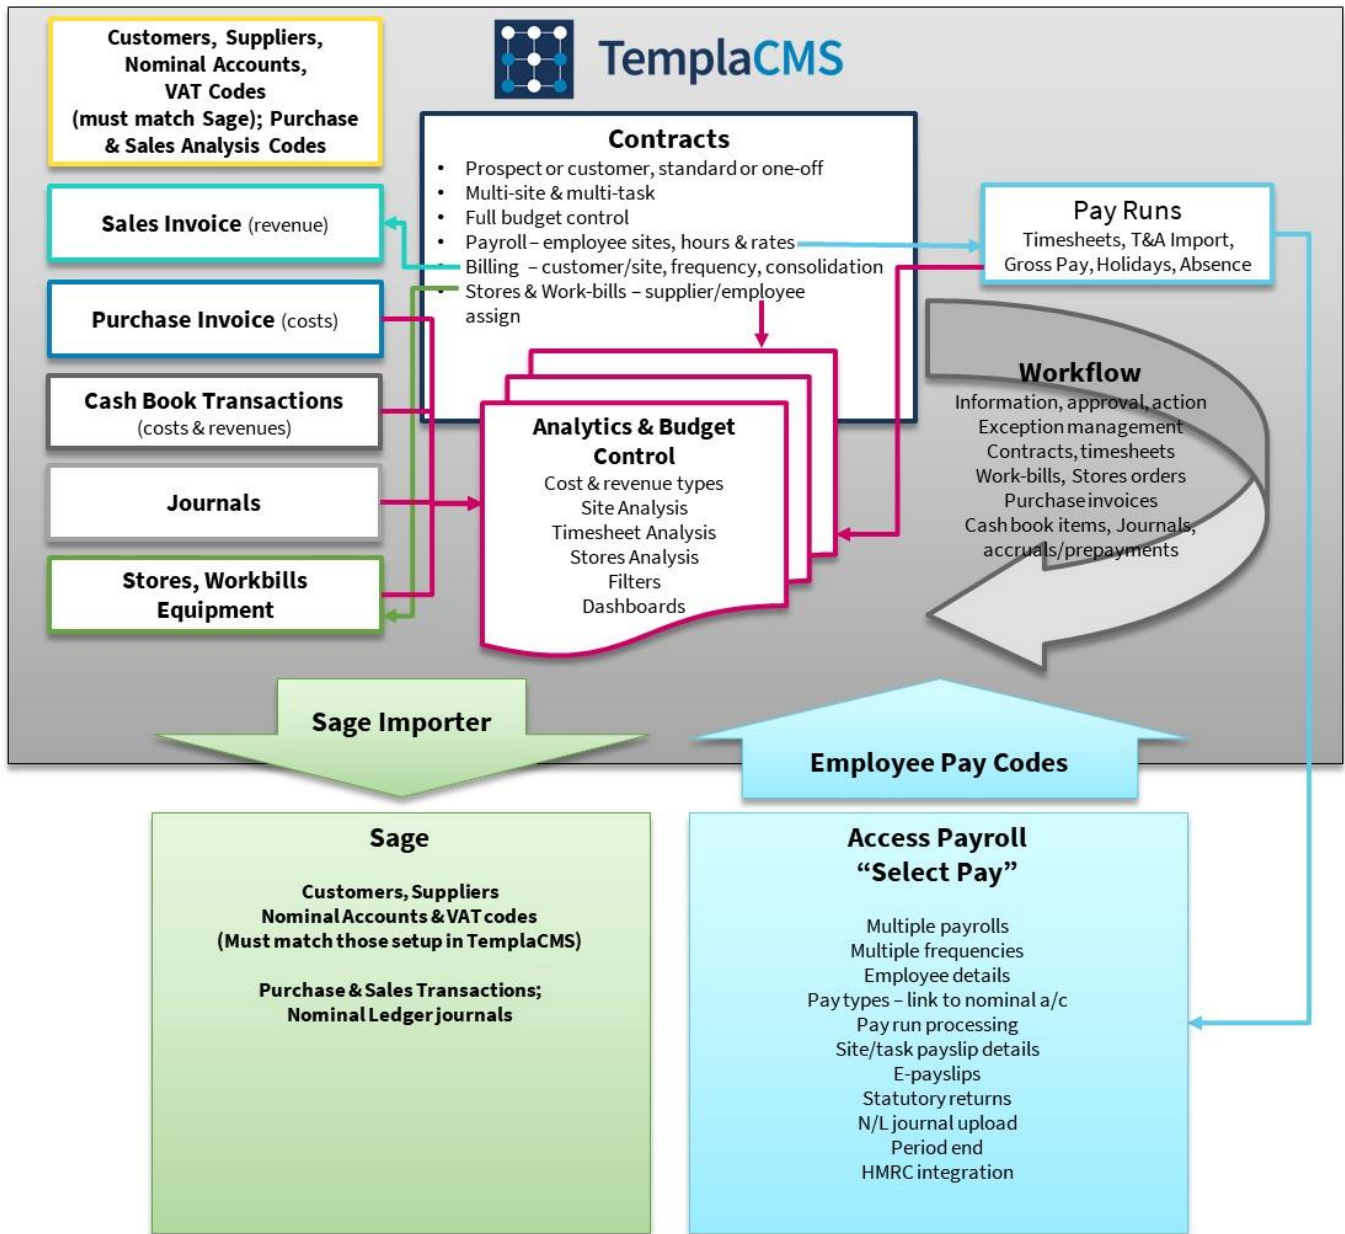 Customers, Suppliers,
Nominal Accounts,
VAT Codes
(must match Sage); Purchase
& Sales Analysis Codes
TemplaCMS
Contracts
• Prospect or customer, standard or one-off
• Multi-site & multi-task
• Full budget control
• Payroll – employee sites, hours & rates
• Billing – customer/site, frequency, consolidation
• Stores & Work-bills – supplier/employee
assign
Sales Invoice (revenue)
Purchase Invoice (costs)
Cash Book Transactions
(costs & revenues)
Journals
Stores, Workbills
Equipment
Analytics & Budget
Control
Cost & revenue types
Site Analysis
Timesheet Analysis
Stores Analysis
Filters
Dashboards
Pay Runs
Timesheets, T&A Import,
Gross Pay, Holidays, Absence
Workflow
Information, approval, action
Exception management
Contracts, timesheets
Work-bills, Stores orders
Purchase invoices
Cash book items, Journals,
accruals/prepayments
Sage Importer
Employee Pay Codes
Sage
Customers, Suppliers
Nominal Accounts & VAT codes
(Must match those setup in TemplaCMS)
Purchase & Sales Transactions;
Nominal Ledger journals
Access Payroll
“Select Pay”
Multiple payrolls
Multiple frequencies
Employee details
Pay types – link to nominal a/c
Pay run processing
Site/task payslip details
E-payslips
Statutory returns
N/L journal upload
Period end
HMRC integration